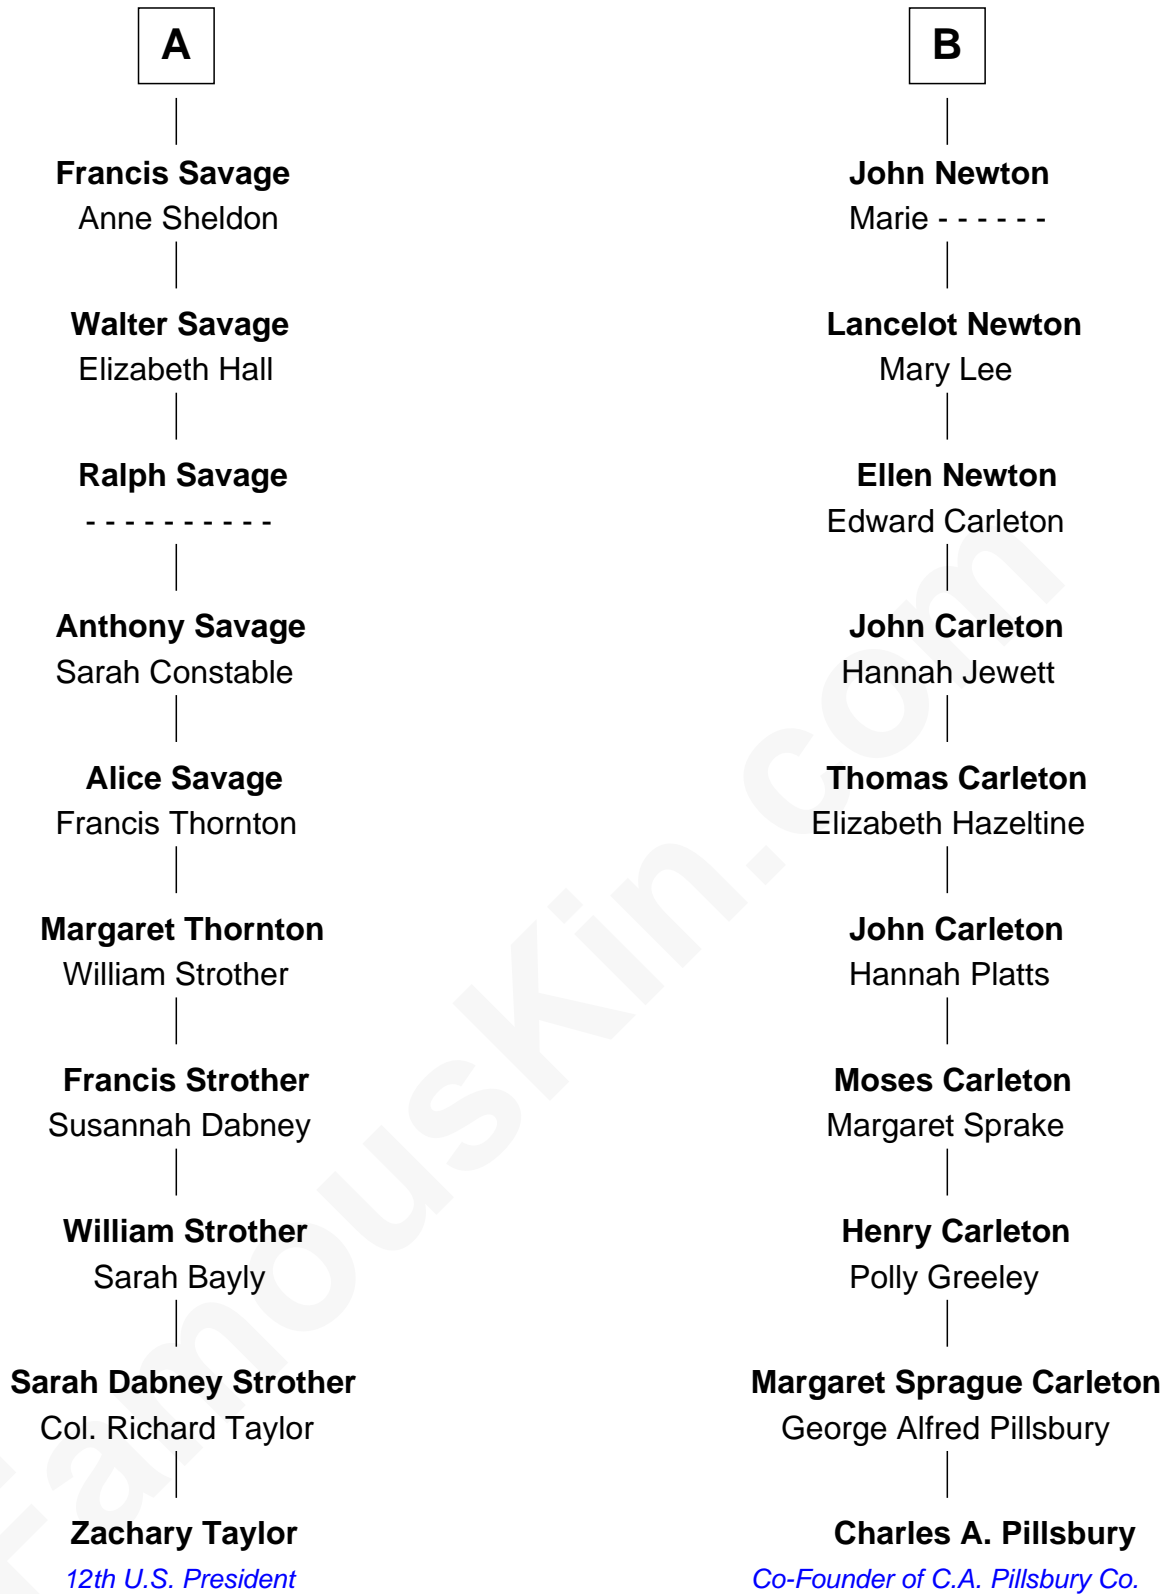 A
Francis Savage
Anne Sheldon
Walter Savage
Elizabeth Hall
Ralph Savage
- - - - - - - - - -
Anthony Savage
Sarah Constable
Alice Savage
Francis Thornton
Margaret Thornton
William Strother
Francis Strother
Susannah Dabney
William Strother
Sarah Bayly
Sarah Dabney Strother
Col. Richard Taylor
Zachary Taylor
12th U.S. President
B
John Newton
Marie - - - - - -
Lancelot Newton
Mary Lee
Ellen Newton
Edward Carleton
John Carleton
Hannah Jewett
Thomas Carleton
Elizabeth Hazeltine
John Carleton
Hannah Platts
Moses Carleton
Margaret Sprake
Henry Carleton
Polly Greeley
Margaret Sprague Carleton
George Alfred Pillsbury
Charles A. Pillsbury
Co-Founder of C.A. Pillsbury Co.
FamousKin.com